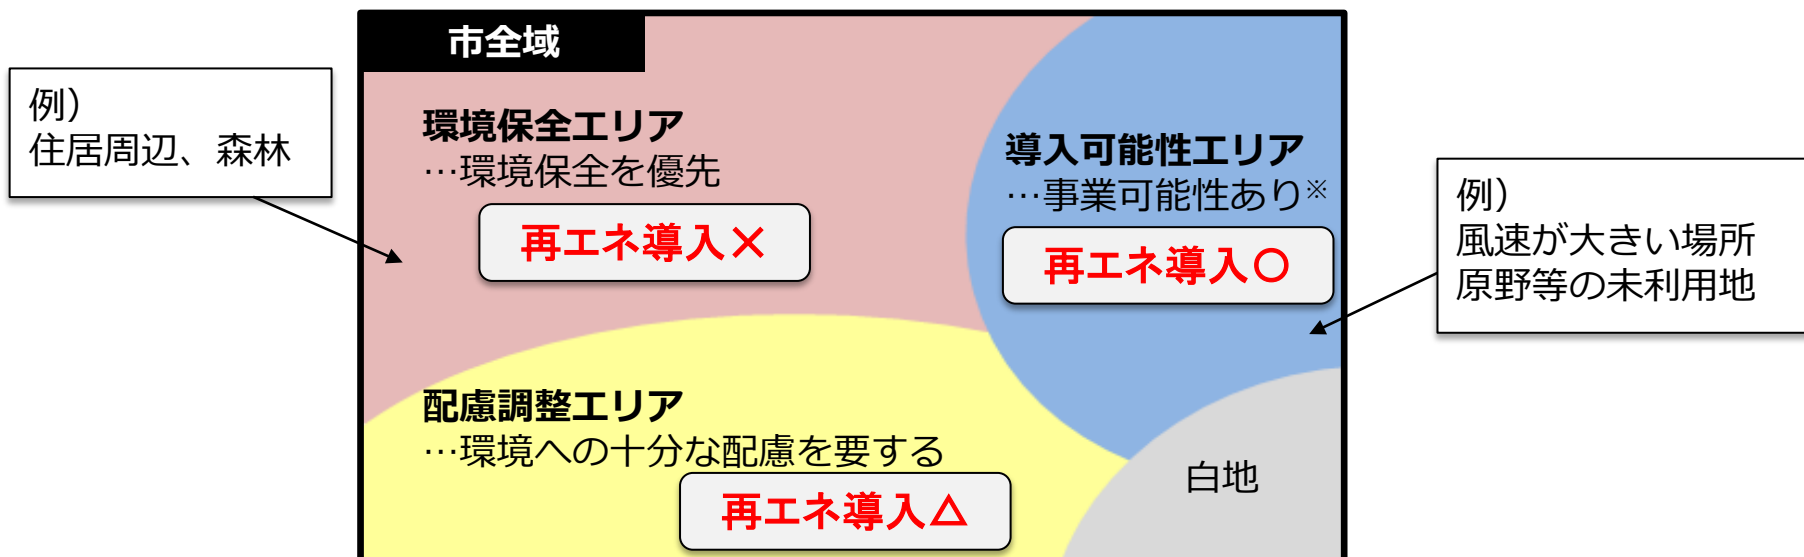 市全域
例）
住居周辺、森林
環境保全エリア
…環境保全を優先
再エネ導入×
導入可能性エリア
…事業可能性あり※
再エネ導入〇
例）
風速が大きい場所
原野等の未利用地
配慮調整エリア
…環境への十分な配慮を要する
再エネ導入△
白地